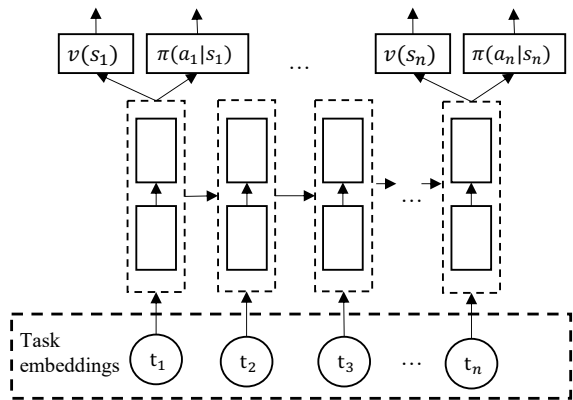 v(s₁) π(a₁|s₁) ... v(sₙ) π(aₙ|sₙ)
...
Task
embeddings t₁ t₂ t₃ ... tₙ